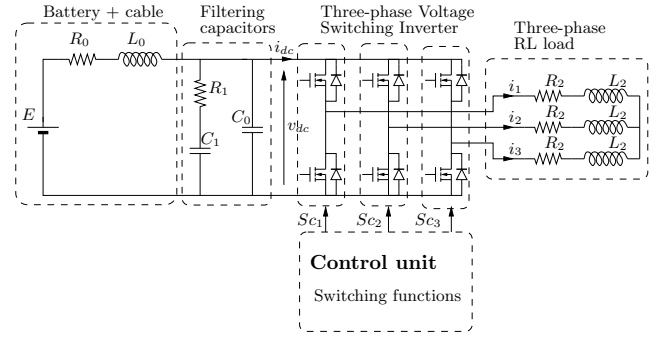 Battery + cable
Filtering
capacitors
Three-phase Voltage
Switching Inverter
Three-phase
RL load
R0
L0
idc
E
R1
C1
C0
vdc
i1
R2
L2
i2
R2
L2
i3
R2
L2
Sc1
Sc2
Sc3
Control unit
Switching functions